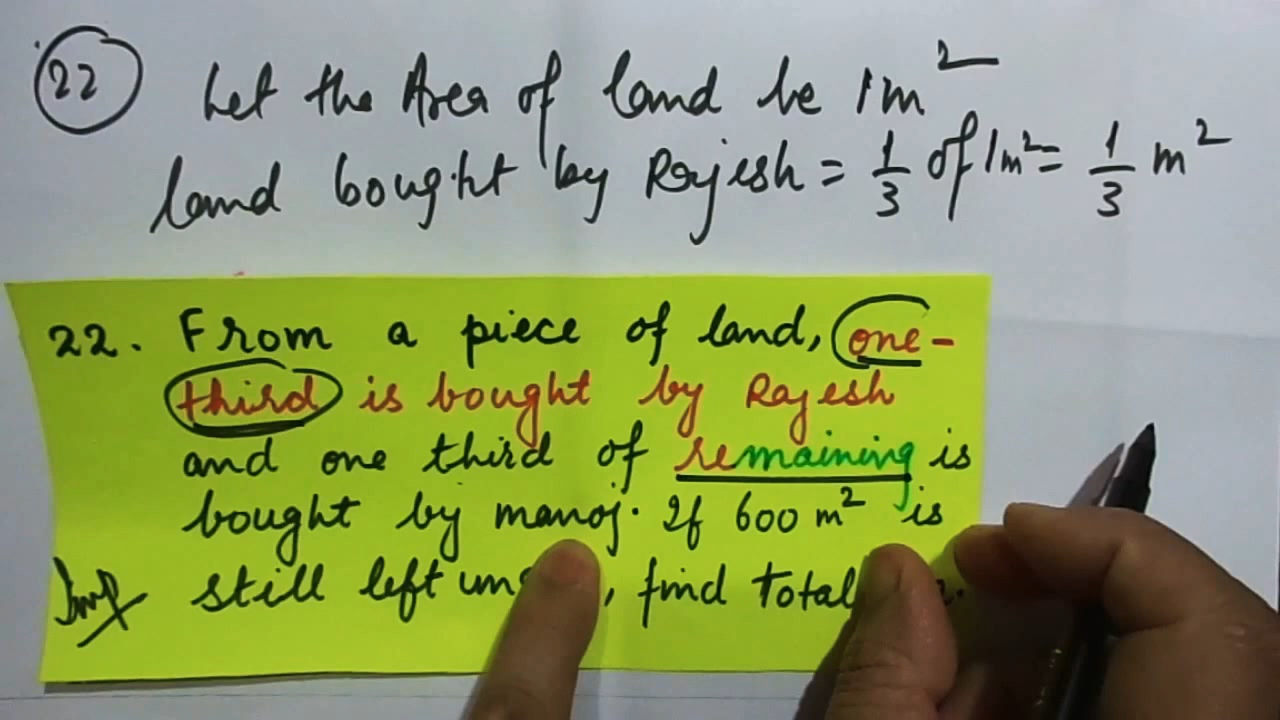 22 Let the Area of land be 1m²
land bought by Rajesh = 1/3 of 1m² = 1/3 m²
22. From a piece of land, one-
third is bought by Rajesh
and one third of remaining is
bought by manoj. If 600 m² is
Imp still left , find Total